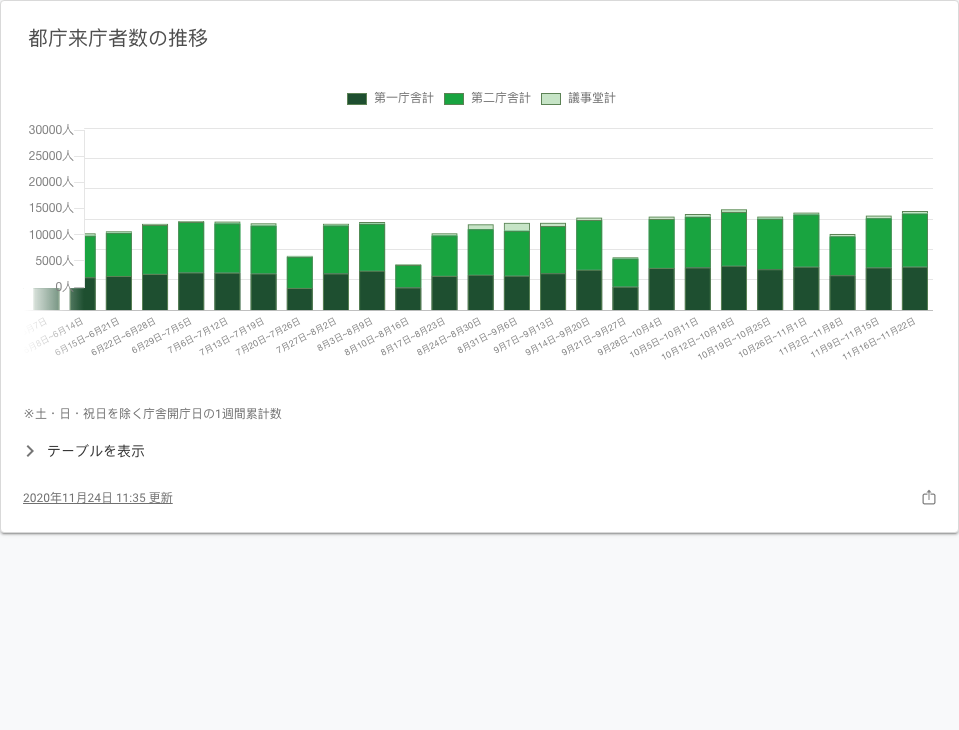 都庁来庁者数の推移
第一庁舎計 第二庁舎計 議事堂計
30000人
25000人
20000人
15000人
10000人
5000人
0人
6月15日~6月21日
6月22日~6月28日
6月29日~7月5日
7月6日~7月12日
7月13日~7月19日
7月20日~7月26日
7月27日~8月2日
8月3日~8月9日
8月10日~8月16日
8月17日~8月23日
8月24日~8月30日
8月31日~9月6日
9月7日~9月13日
9月14日~9月20日
9月21日~9月27日
9月28日~10月4日
10月5日~10月11日
10月12日~10月18日
10月19日~10月25日
10月26日~11月1日
11月2日~11月8日
11月9日~11月15日
11月16日~11月22日
※土・日・祝日を除く庁舎開庁日の1週間累計数
テーブルを表示
2020年11月24日 11:35 更新